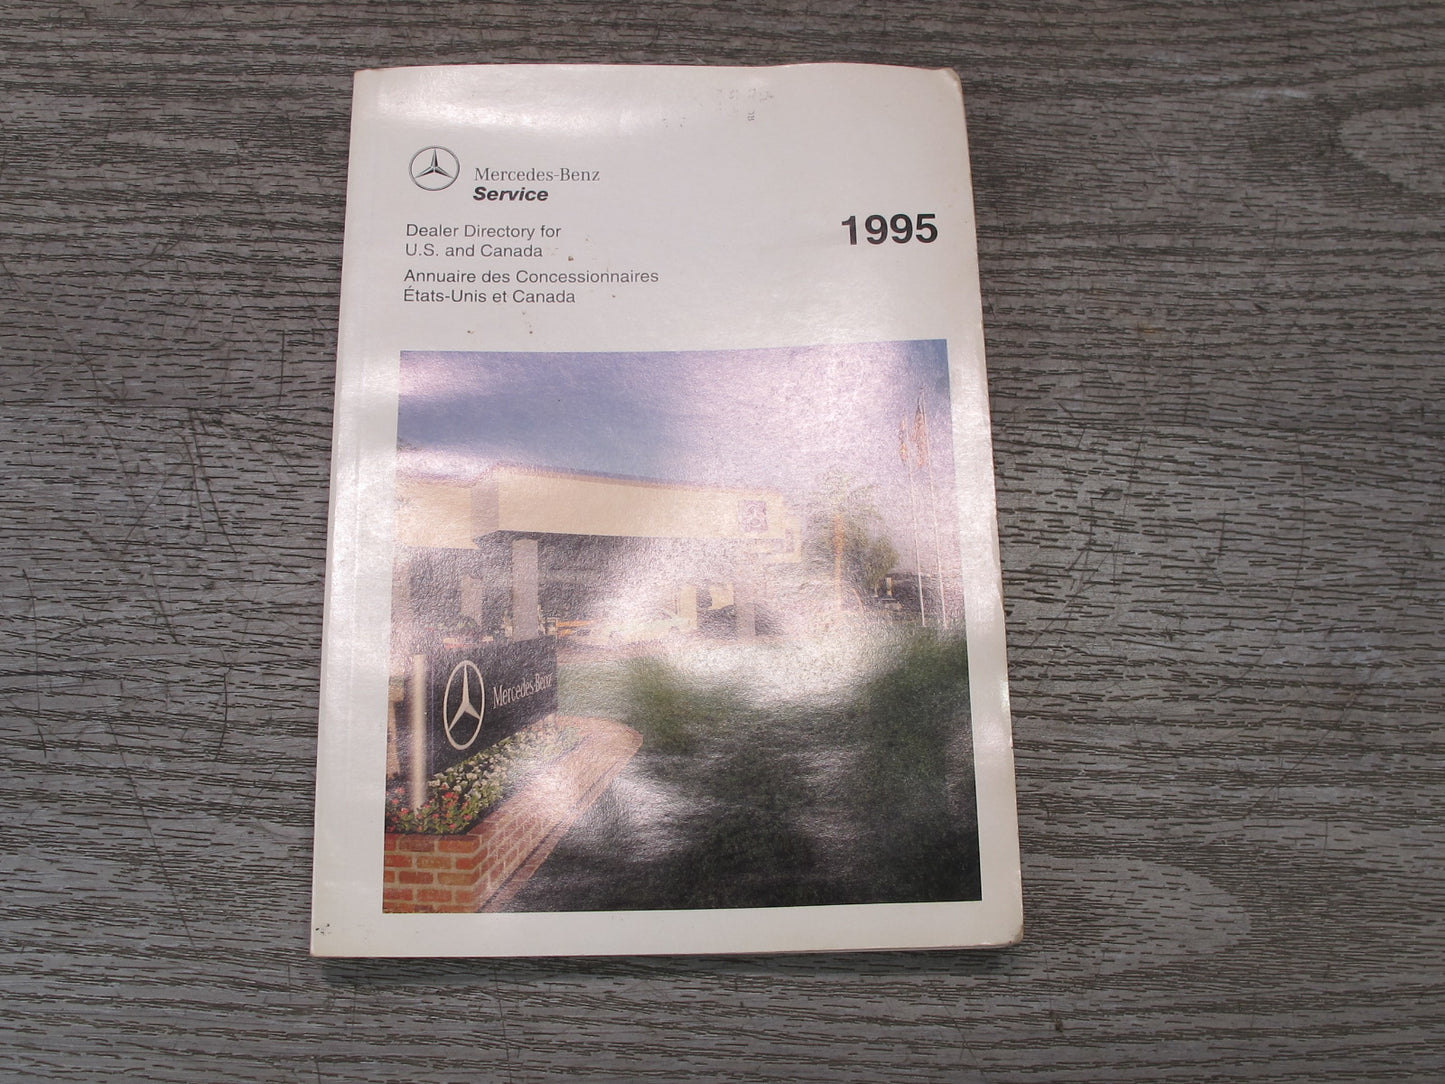 Mercedes-Benz
Service
1995
Dealer Directory for
U.S. and Canada
Annuaire des Concessionnaires
États-Unis et Canada
Mercedes-Benz